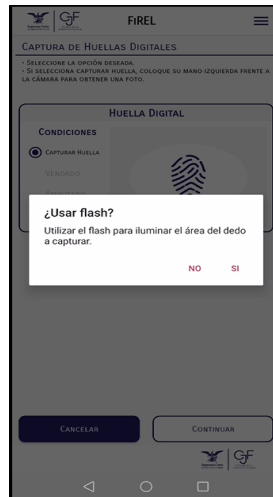 FIREL
CAPTURA DE HUELLAS DIGITALES
• SELECCIONE LA OPCIÓN DESEADA.
• SI SELECCIONA CAPTURAR HUELLA, COLOQUE SU MANO IZQUIERDA FRENTE A
LA CÁMARA PARA OBTENER UNA FOTO.
HUELLA DIGITAL
CONDICIONES
CAPTURAR HUELLA
VENDADO
¿Usar flash?
Utilizar el flash para iluminar el área del dedo
a capturar.
NO SI
CANCELAR CONTINUAR